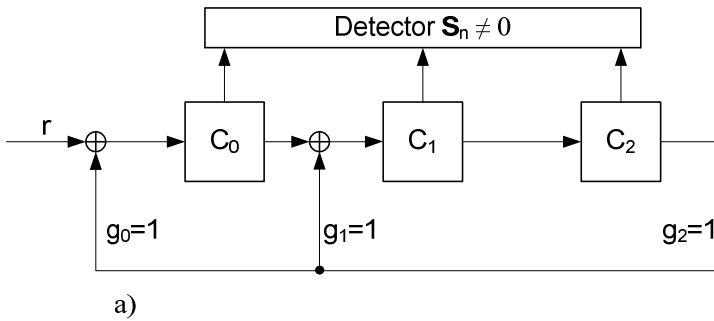 Detector Sₙ ≠ 0
r
C₀
C₁
C₂
g₀=1
g₁=1
g₂=1
a)